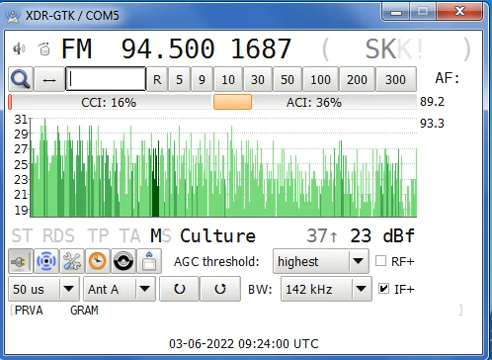 XDR-GTK / COM5
FM 94.500 1687 ( SKK! )
↔ R 5 9 10 30 50 100 200 300 AF:
CCI: 16% ACI: 36% 89.2
93.3
31
29
27
25
23
21
19
ST RDS TP TA MS Culture 37↑ 23 dBf
AGC threshold: highest RF+
50 us Ant A BW: 142 kHz IF+
[PRVA GRAM ]
03-06-2022 09:24:00 UTC